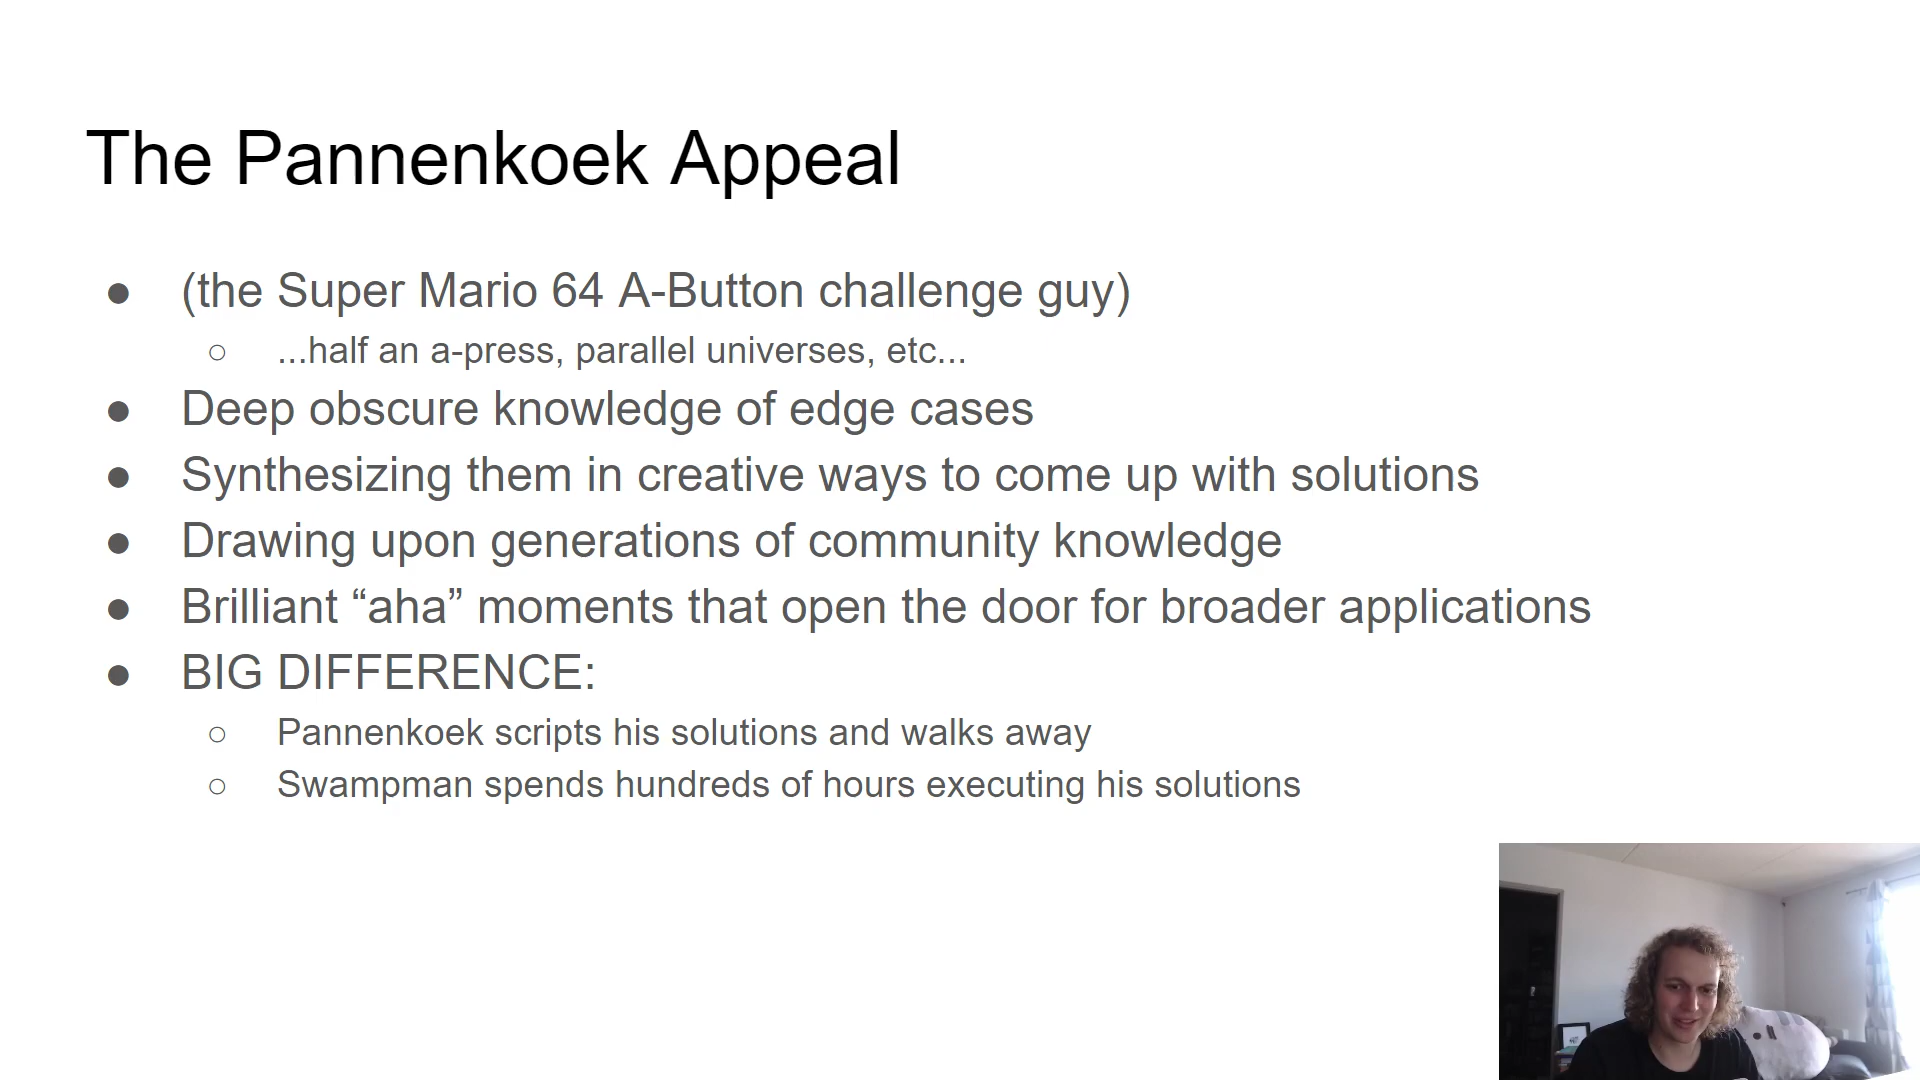 The Pannenkoek Appeal
● (the Super Mario 64 A-Button challenge guy)
○ ...half an a-press, parallel universes, etc...
● Deep obscure knowledge of edge cases
● Synthesizing them in creative ways to come up with solutions
● Drawing upon generations of community knowledge
● Brilliant “aha” moments that open the door for broader applications
● BIG DIFFERENCE:
○ Pannenkoek scripts his solutions and walks away
○ Swampman spends hundreds of hours executing his solutions